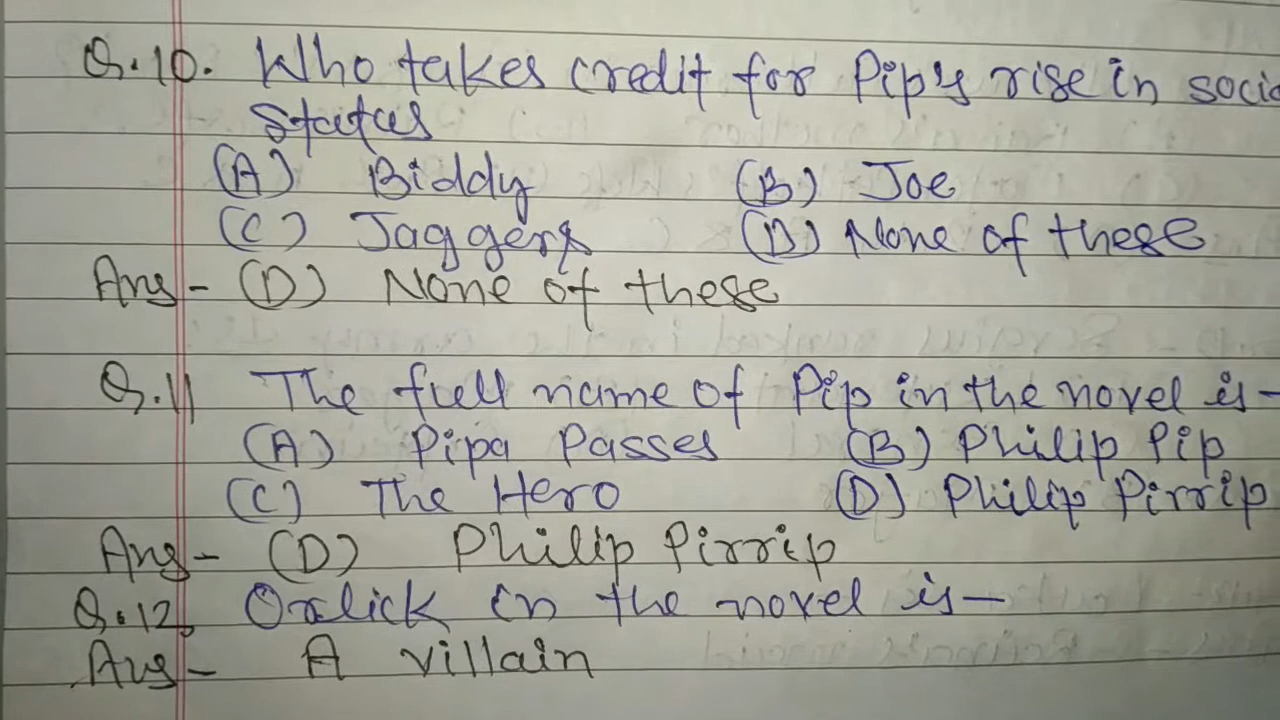 Q.10. Who takes credit for Pip's rise in socia
status
(A) Biddy (B) Joe
(C) Jaggers (D) None of these
Ans- (D) None of these
Q.11 The full name of Pip in the novel is-
(A) Pipa Passes (B) Philip Pip
(C) The Hero (D) Philip Pirrip
Ans- (D) Philip Pirrip
Q.12. Orlick in the novel is-
Ans- A villain